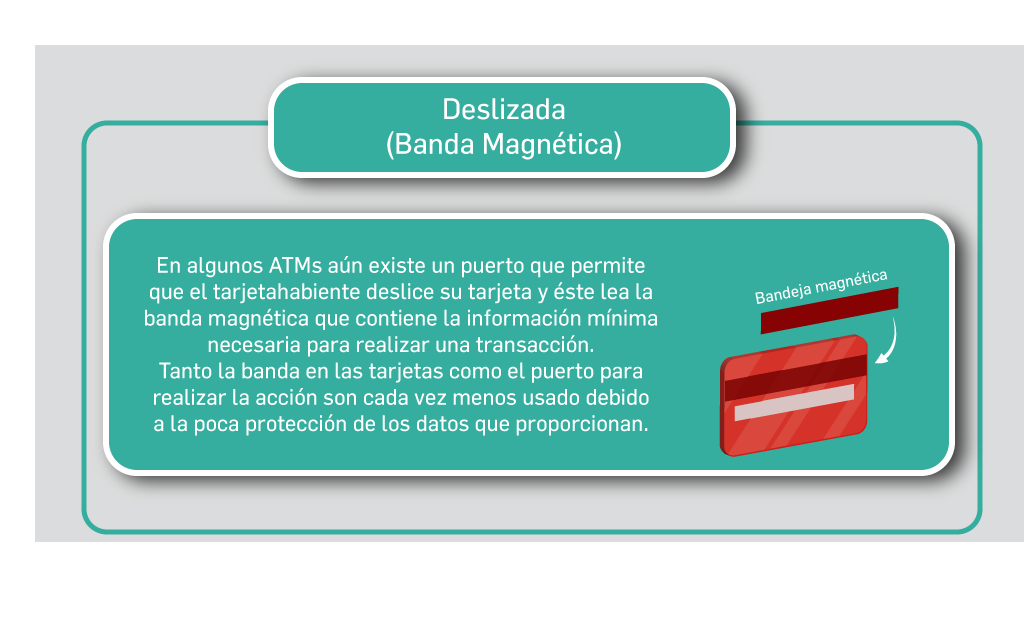 Deslizada
(Banda Magnética)
En algunos ATMs aún existe un puerto que permite
que el tarjetahabiente deslice su tarjeta y éste lea la
banda magnética que contiene la información mínima
necesaria para realizar una transacción.
Tanto la banda en las tarjetas como el puerto para
realizar la acción son cada vez menos usado debido
a la poca protección de los datos que proporcionan.
Bandeja magnética